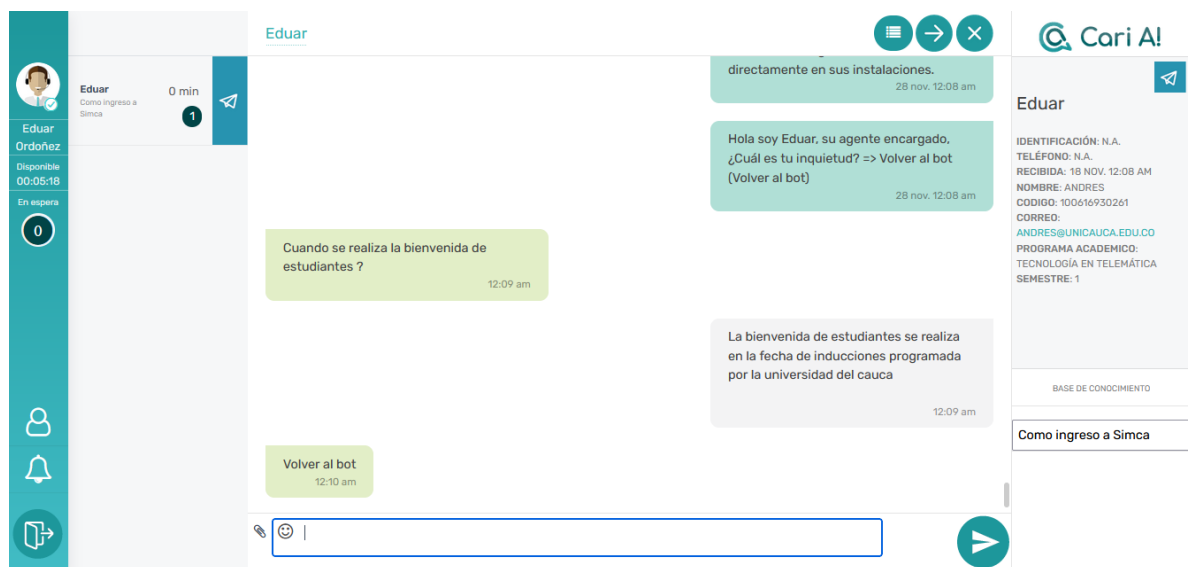 Eduar
Ordoñez
Disponible
00:05:18
En espera
0
Eduar
Como ingreso a
Simca
0 min
1
Eduar
directamente en sus instalaciones.
28 nov. 12:08 am
Hola soy Eduar, su agente encargado,
¿Cuál es tu inquietud? => Volver al bot
(Volver al bot)
28 nov. 12:08 am
Cuando se realiza la bienvenida de
estudiantes ?
12:09 am
La bienvenida de estudiantes se realiza
en la fecha de inducciones programada
por la universidad del cauca
12:09 am
Volver al bot
12:10 am
Cari A!
Eduar
IDENTIFICACIÓN: N.A.
TELÉFONO: N.A.
RECIBIDA: 18 NOV. 12:08 AM
NOMBRE: ANDRES
CODIGO: 100616930261
CORREO:
ANDRES@UNICAUCA.EDU.CO
PROGRAMA ACADEMICO:
TECNOLOGÍA EN TELEMÁTICA
SEMESTRE: 1
BASE DE CONOCIMIENTO
Como ingreso a Simca